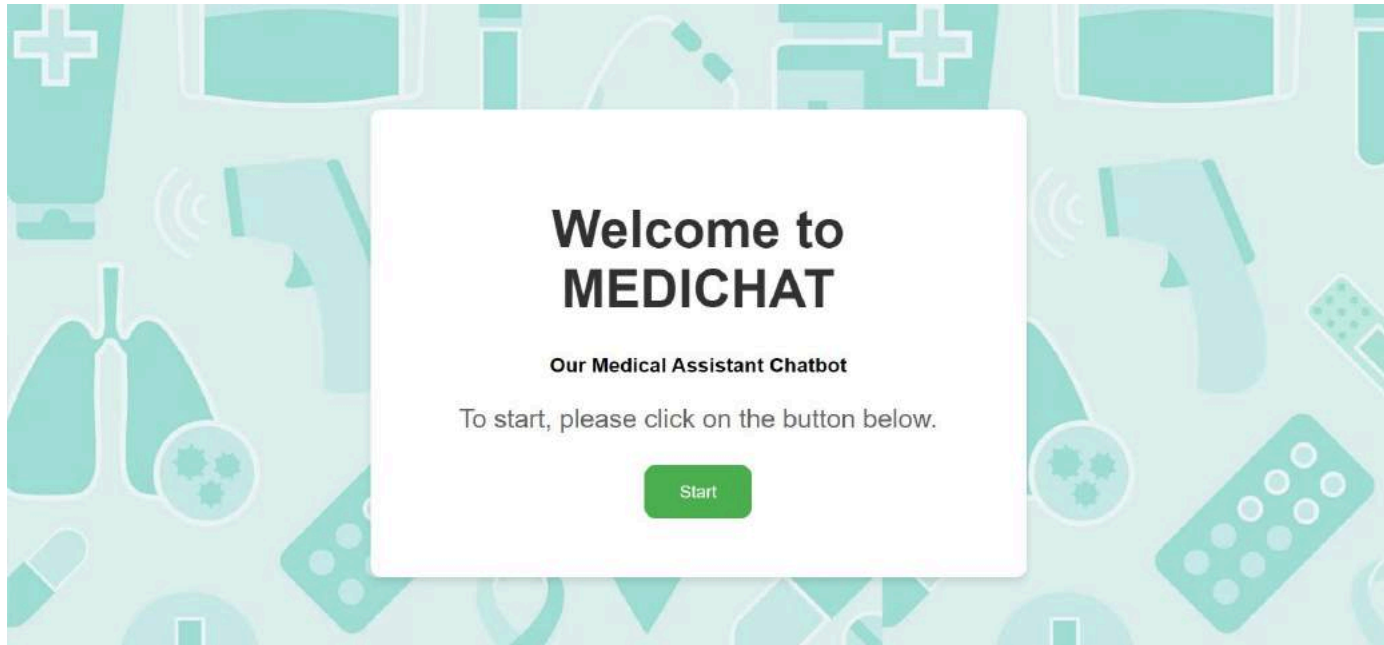 Welcome to
MEDICHAT
Our Medical Assistant Chatbot
To start, please click on the button below.
Start